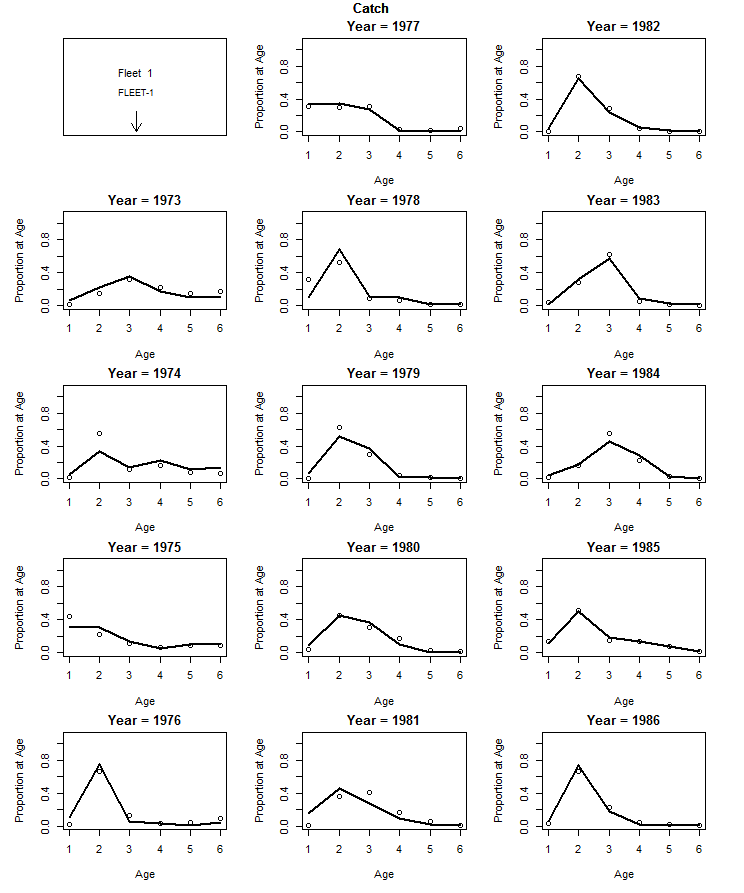 Catch
Fleet 1
FLEET-1
Year = 1977
Proportion at Age
0.0 0.4 0.8
1 2 3 4 5 6
Age
Year = 1982
Proportion at Age
0.0 0.4 0.8
1 2 3 4 5 6
Age
Year = 1973
Proportion at Age
0.0 0.4 0.8
1 2 3 4 5 6
Age
Year = 1978
Proportion at Age
0.0 0.4 0.8
1 2 3 4 5 6
Age
Year = 1983
Proportion at Age
0.0 0.4 0.8
1 2 3 4 5 6
Age
Year = 1974
Proportion at Age
0.0 0.4 0.8
1 2 3 4 5 6
Age
Year = 1979
Proportion at Age
0.0 0.4 0.8
1 2 3 4 5 6
Age
Year = 1984
Proportion at Age
0.0 0.4 0.8
1 2 3 4 5 6
Age
Year = 1975
Proportion at Age
0.0 0.4 0.8
1 2 3 4 5 6
Age
Year = 1980
Proportion at Age
0.0 0.4 0.8
1 2 3 4 5 6
Age
Year = 1985
Proportion at Age
0.0 0.4 0.8
1 2 3 4 5 6
Age
Year = 1976
Proportion at Age
0.0 0.4 0.8
1 2 3 4 5 6
Age
Year = 1981
Proportion at Age
0.0 0.4 0.8
1 2 3 4 5 6
Age
Year = 1986
Proportion at Age
0.0 0.4 0.8
1 2 3 4 5 6
Age